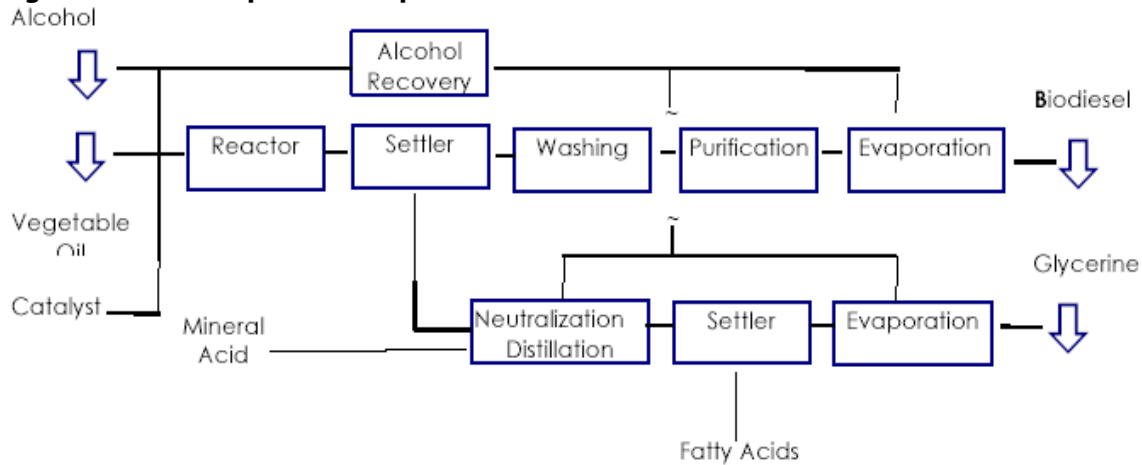 Alcohol
Alcohol
Recovery
Biodiesel
Reactor
Settler
Washing
Purification
Evaporation
~
~
Vegetable
Oil
Glycerine
Catalyst
Mineral
Acid
Neutralization
Distillation
Settler
Evaporation
Fatty Acids